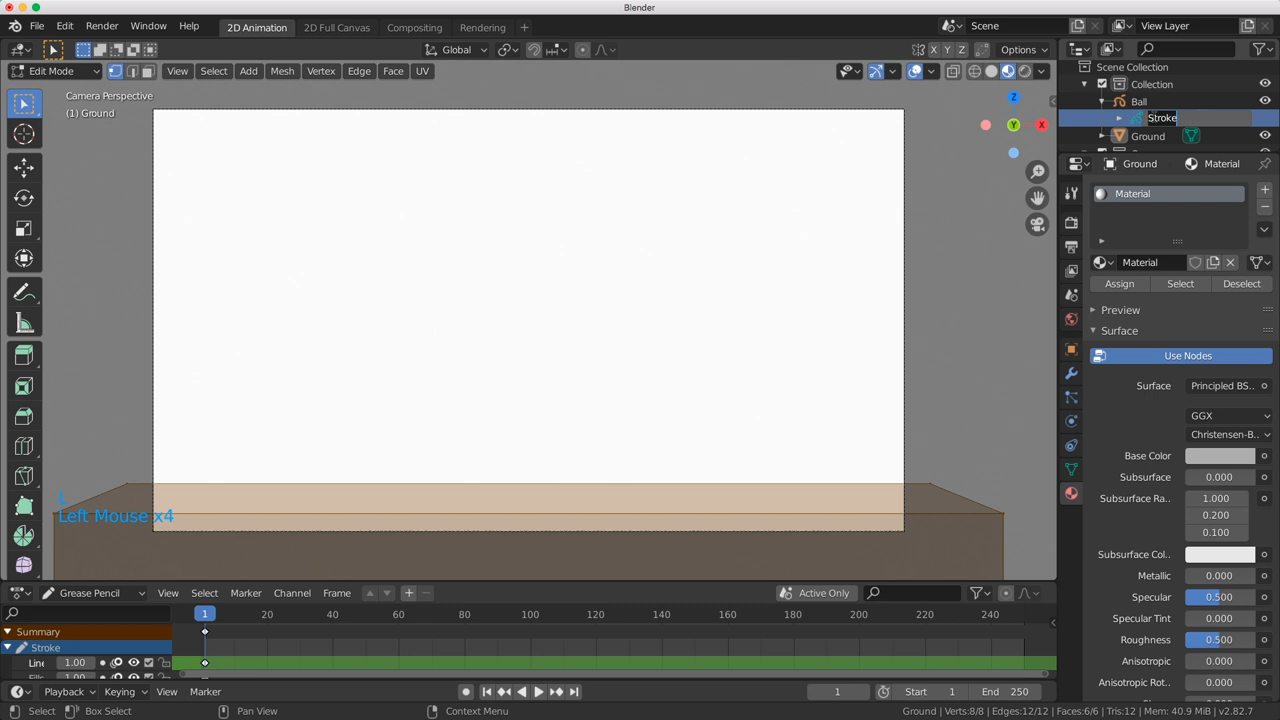 Blender
File Edit Render Window Help 2D Animation 2D Full Canvas Compositing Rendering + Scene View Layer
Global X Y Z Options
Edit Mode View Select Add Mesh Vertex Edge Face UV
Scene Collection
Collection
Ball
Stroke
Ground
Camera Perspective
(1) Ground
Z
Y
X
Ground Material
Material
Material
Assign Select Deselect
Preview
Surface
Use Nodes
Surface Principled BS..
GGX
Christensen-B..
Base Color
Subsurface 0.000
Subsurface Ra.. 1.000
0.200
0.100
Subsurface Col..
Metallic 0.000
Specular 0.500
Specular Tint 0.000
Roughness 0.500
Anisotropic 0.000
Anisotropic Rot.. 0.000
L
Left Mouse x4
Grease Pencil View Select Marker Channel Frame Active Only
1 20 40 60 80 100 120 140 160 180 200 220 240
Summary
Stroke
Line 1.00
Playback Keying View Marker 1 Start 1 End 250
Select Box Select Pan View Context Menu Ground | Verts:8/8 | Edges:12/12 | Faces:6/6 | Tris:12 | Mem: 40.9 MiB | v2.82.7